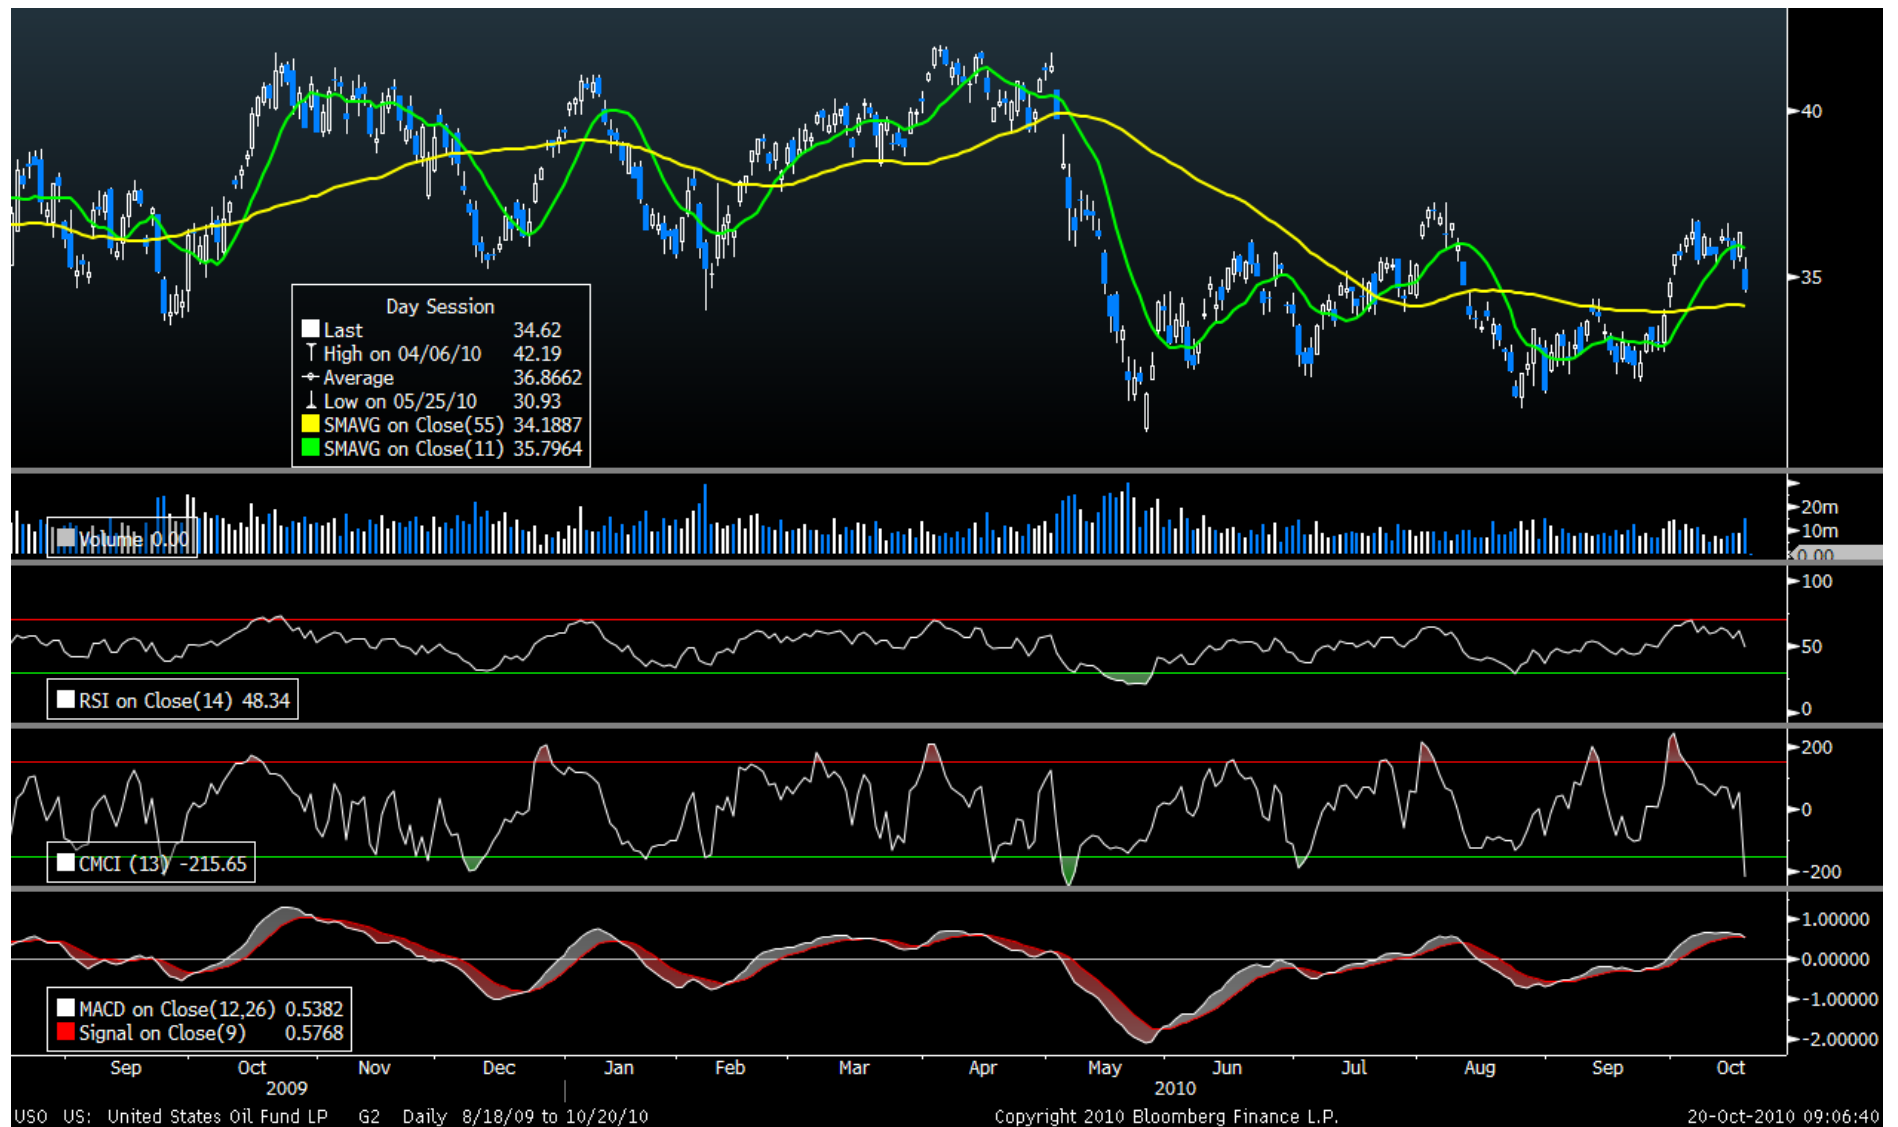 40
35
Day Session
Last 34.62
High on 04/06/10 42.19
Average 36.8662
Low on 05/25/10 30.93
SMAVG on Close(55) 34.1887
SMAVG on Close(11) 35.7964
20m
10m
0.00
Volume 0.00
100
50
0
RSI on Close(14) 48.34
200
0
-200
CMCI (13) -215.65
1.00000
0.00000
-1.00000
-2.00000
MACD on Close(12,26) 0.5382
Signal on Close(9) 0.5768
Sep Oct Nov Dec Jan Feb Mar Apr May Jun Jul Aug Sep Oct
2009 2010
USO US: United States Oil Fund LP G2 Daily 8/18/09 to 10/20/10 Copyright 2010 Bloomberg Finance L.P. 20-Oct-2010 09:06:40